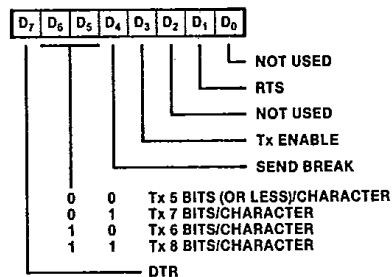 D7 D6 D5 D4 D3 D2 D1 D0
NOT USED
RTS
NOT USED
Tx ENABLE
SEND BREAK
0 0 Tx 5 BITS (OR LESS)/CHARACTER
0 1 Tx 7 BITS/CHARACTER
1 0 Tx 6 BITS/CHARACTER
1 1 Tx 8 BITS/CHARACTER
DTR